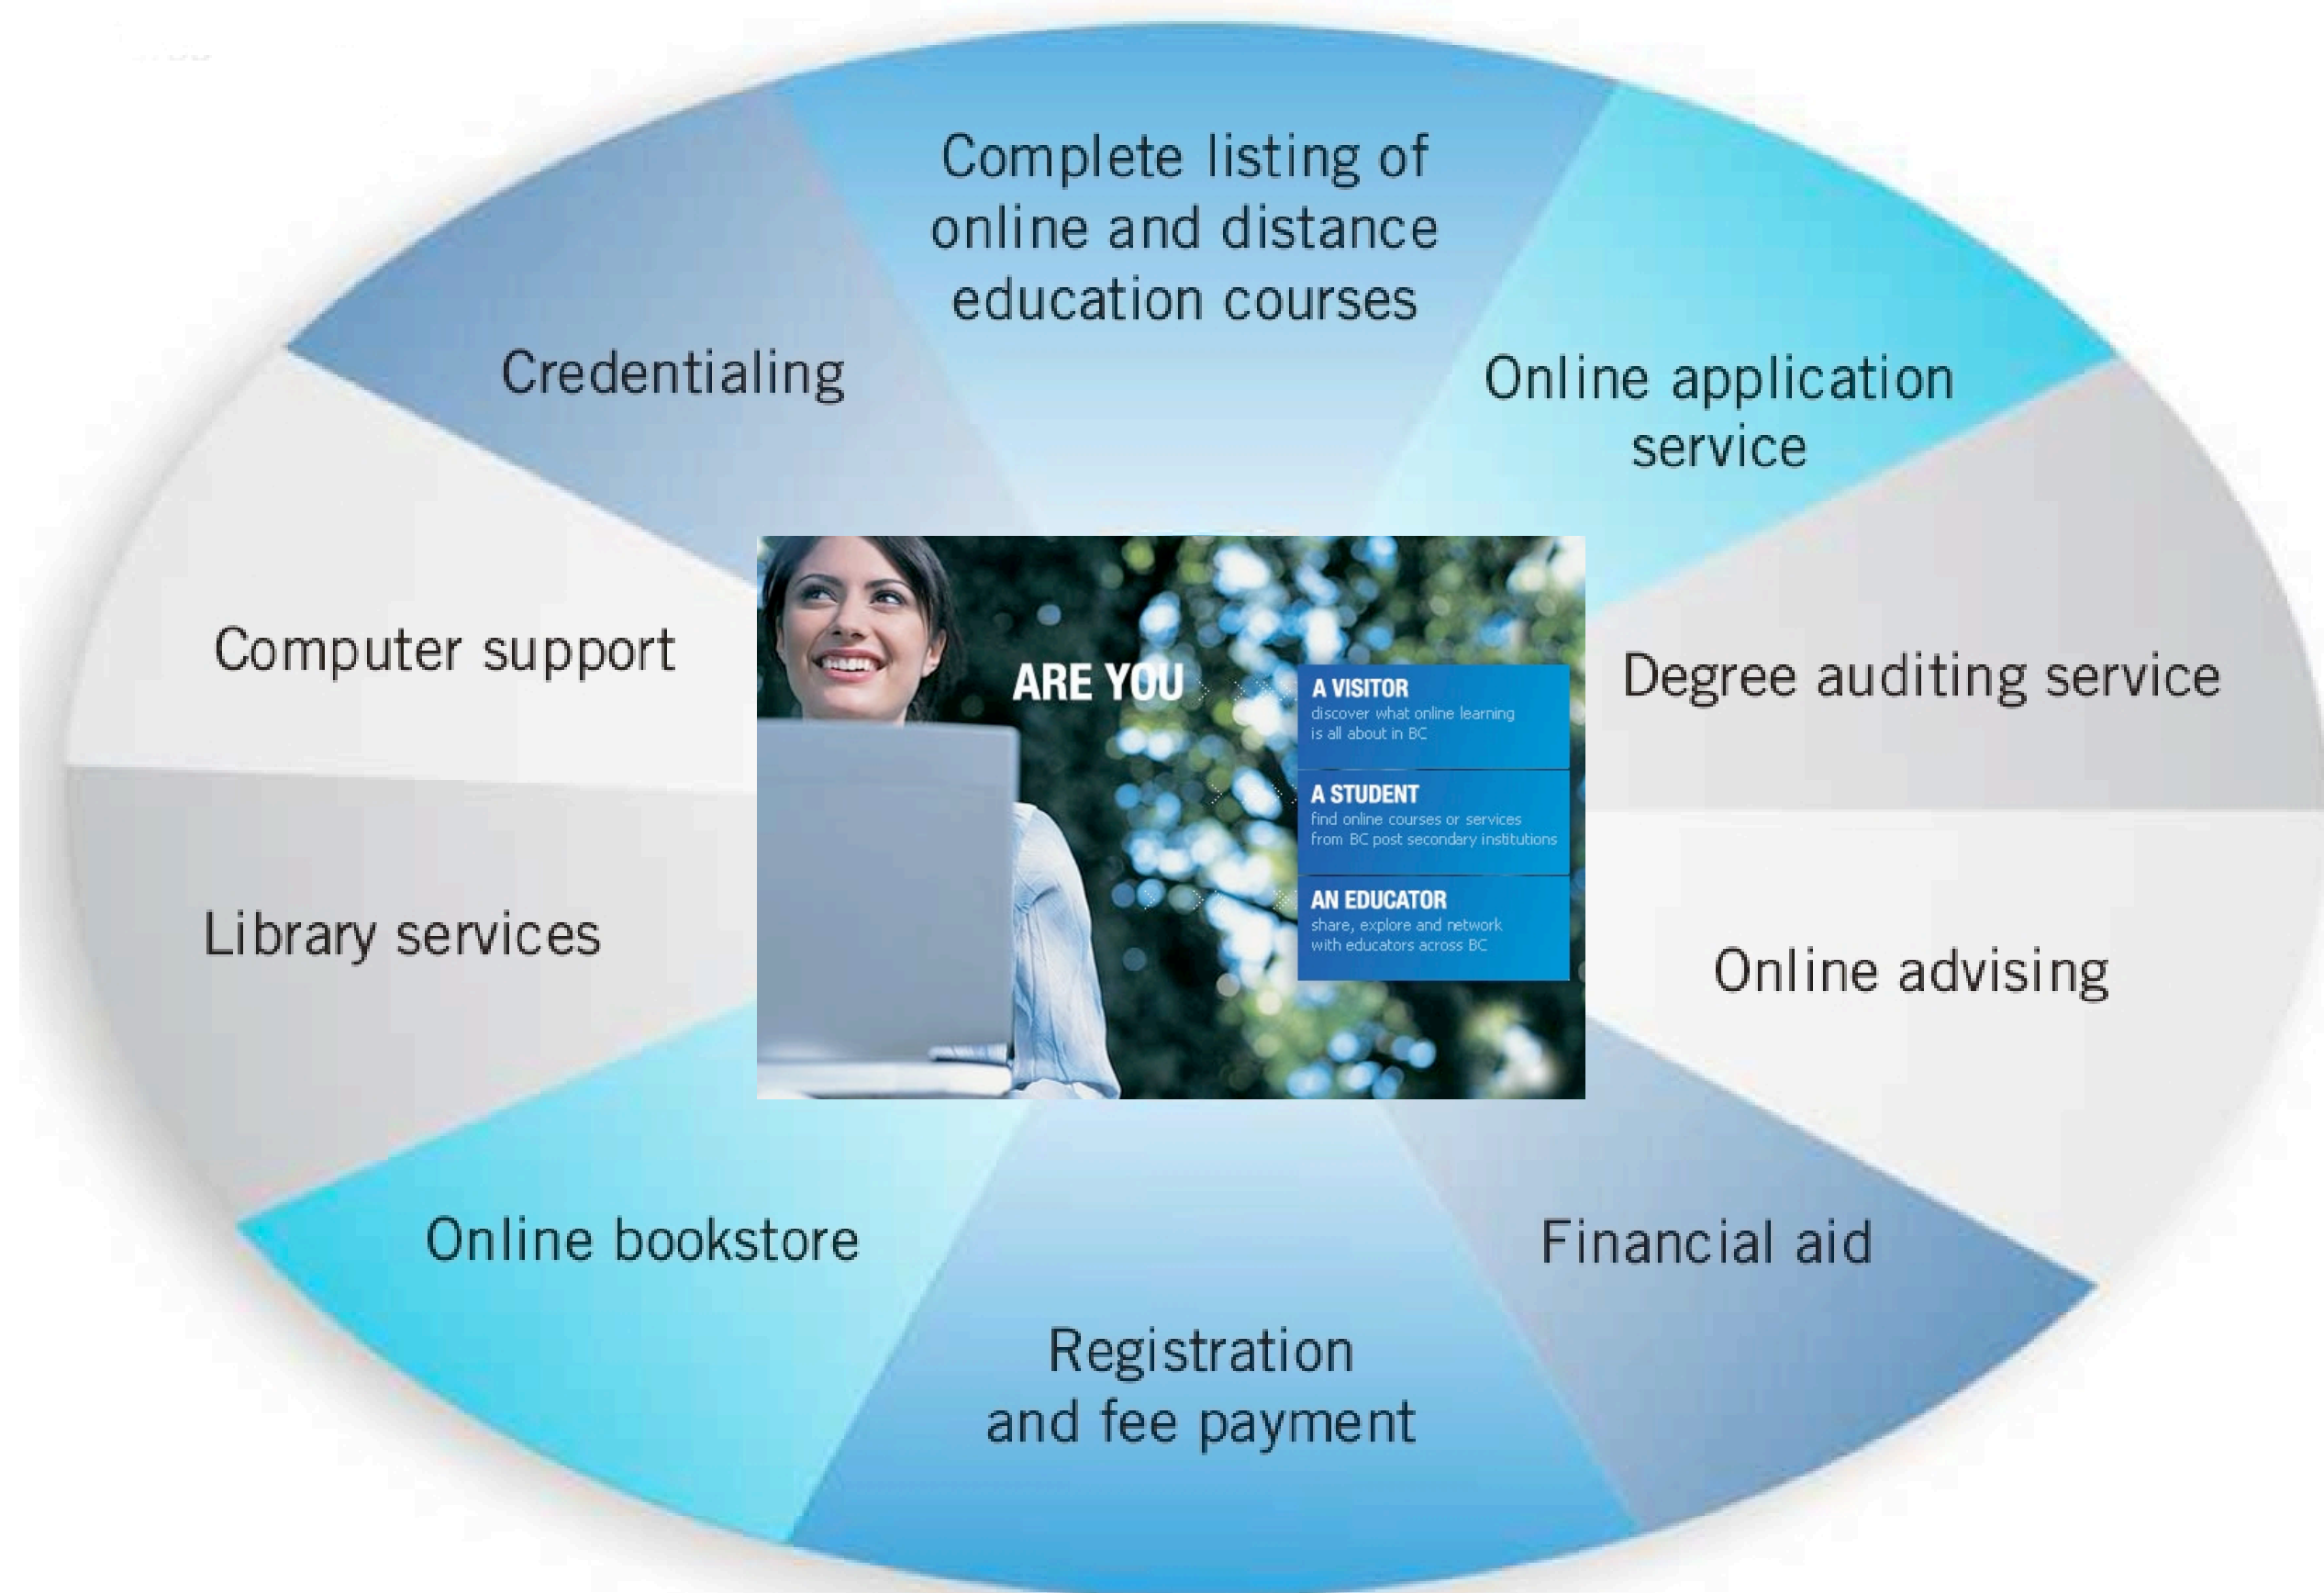 Complete listing of
online and distance
education courses
Online application
service
Degree auditing service
Online advising
Financial aid
Registration
and fee payment
Online bookstore
Library services
Computer support
Credentialing
ARE YOU
A VISITOR
discover what online learning
is all about in BC
A STUDENT
find online courses or services
from BC post secondary institutions
AN EDUCATOR
share, explore and network
with educators across BC